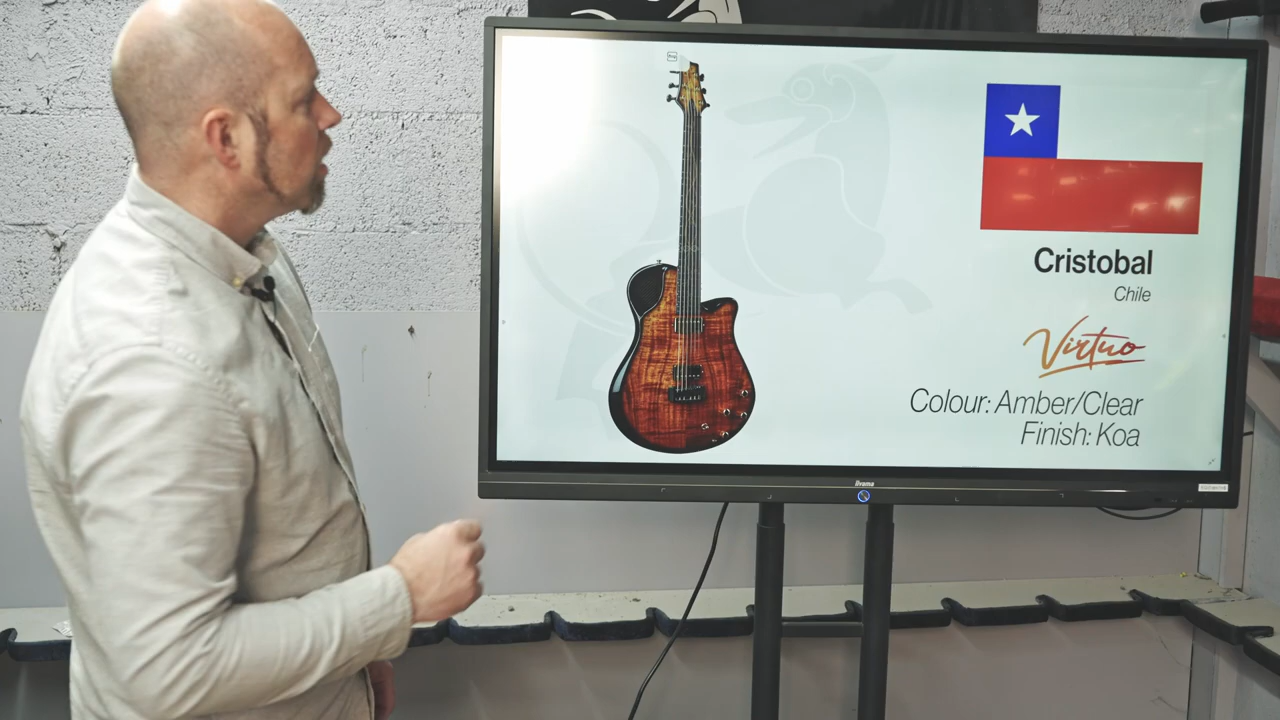 Cristobal
Chile
Virtuo
Colour: Amber/Clear
Finish: Koa
iiyama